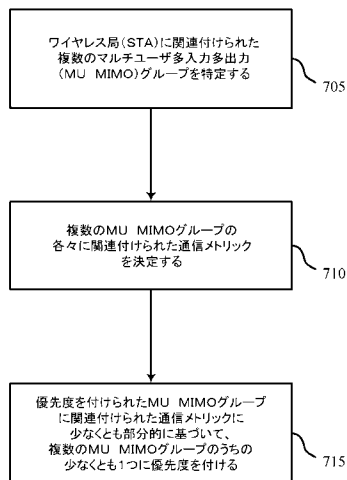 ワイヤレス局(STA)に関連付けられた
複数のマルチユーザ多入力多出力
(MU MIMO)グループを特定する
705
複数のMU MIMOグループの
各々に関連付けられた通信メトリック
を決定する
710
優先度を付けられたMU MIMOグループ
に関連付けられた通信メトリックに
少なくとも部分的に基づいて、
複数のMU MIMOグループのうちの
少なくとも1つに優先度を付ける
715